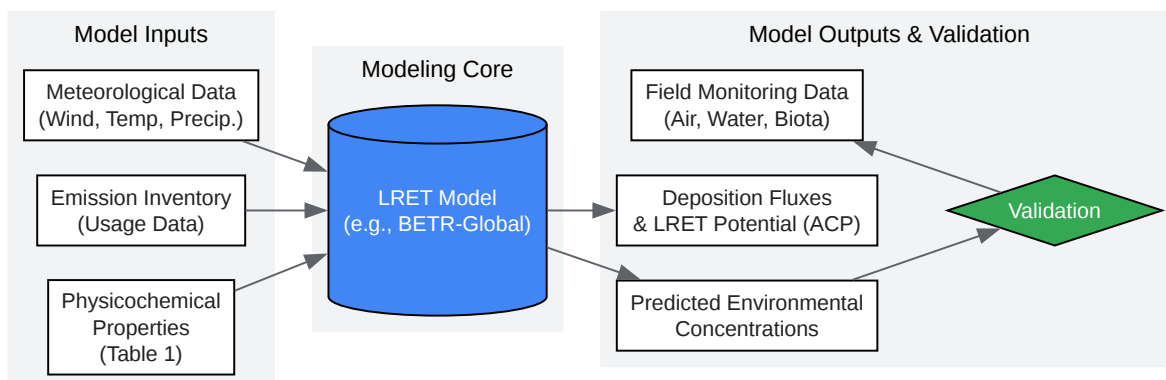 Model Inputs
Meteorological Data
(Wind, Temp, Precip.)
Emission Inventory
(Usage Data)
Physicochemical
Properties
(Table 1)
Modeling Core
LRET Model
(e.g., BETR-Global)
Model Outputs & Validation
Field Monitoring Data
(Air, Water, Biota)
Deposition Fluxes
& LRET Potential (ACP)
Predicted Environmental
Concentrations
Validation